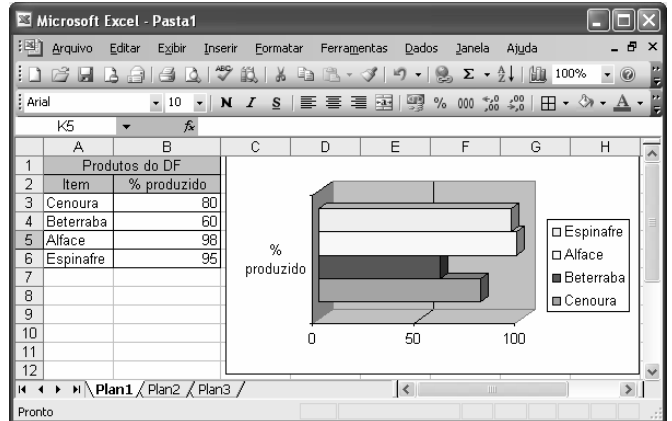 Microsoft Excel - Pasta1
Arquivo Editar Exibir Inserir Formatar Ferramentas Dados Janela Ajuda
100%
Arial 10 N I S % 000
K5 fx
A B C D E F G H
1 Produtos do DF
2 Item % produzido
3 Cenoura 80
4 Beterraba 60
5 Alface 98
6 Espinafre 95
7
8
9
10
11
12
% produzido
0 50 100
Espinafre
Alface
Beterraba
Cenoura
Plan1 Plan2 Plan3
Pronto